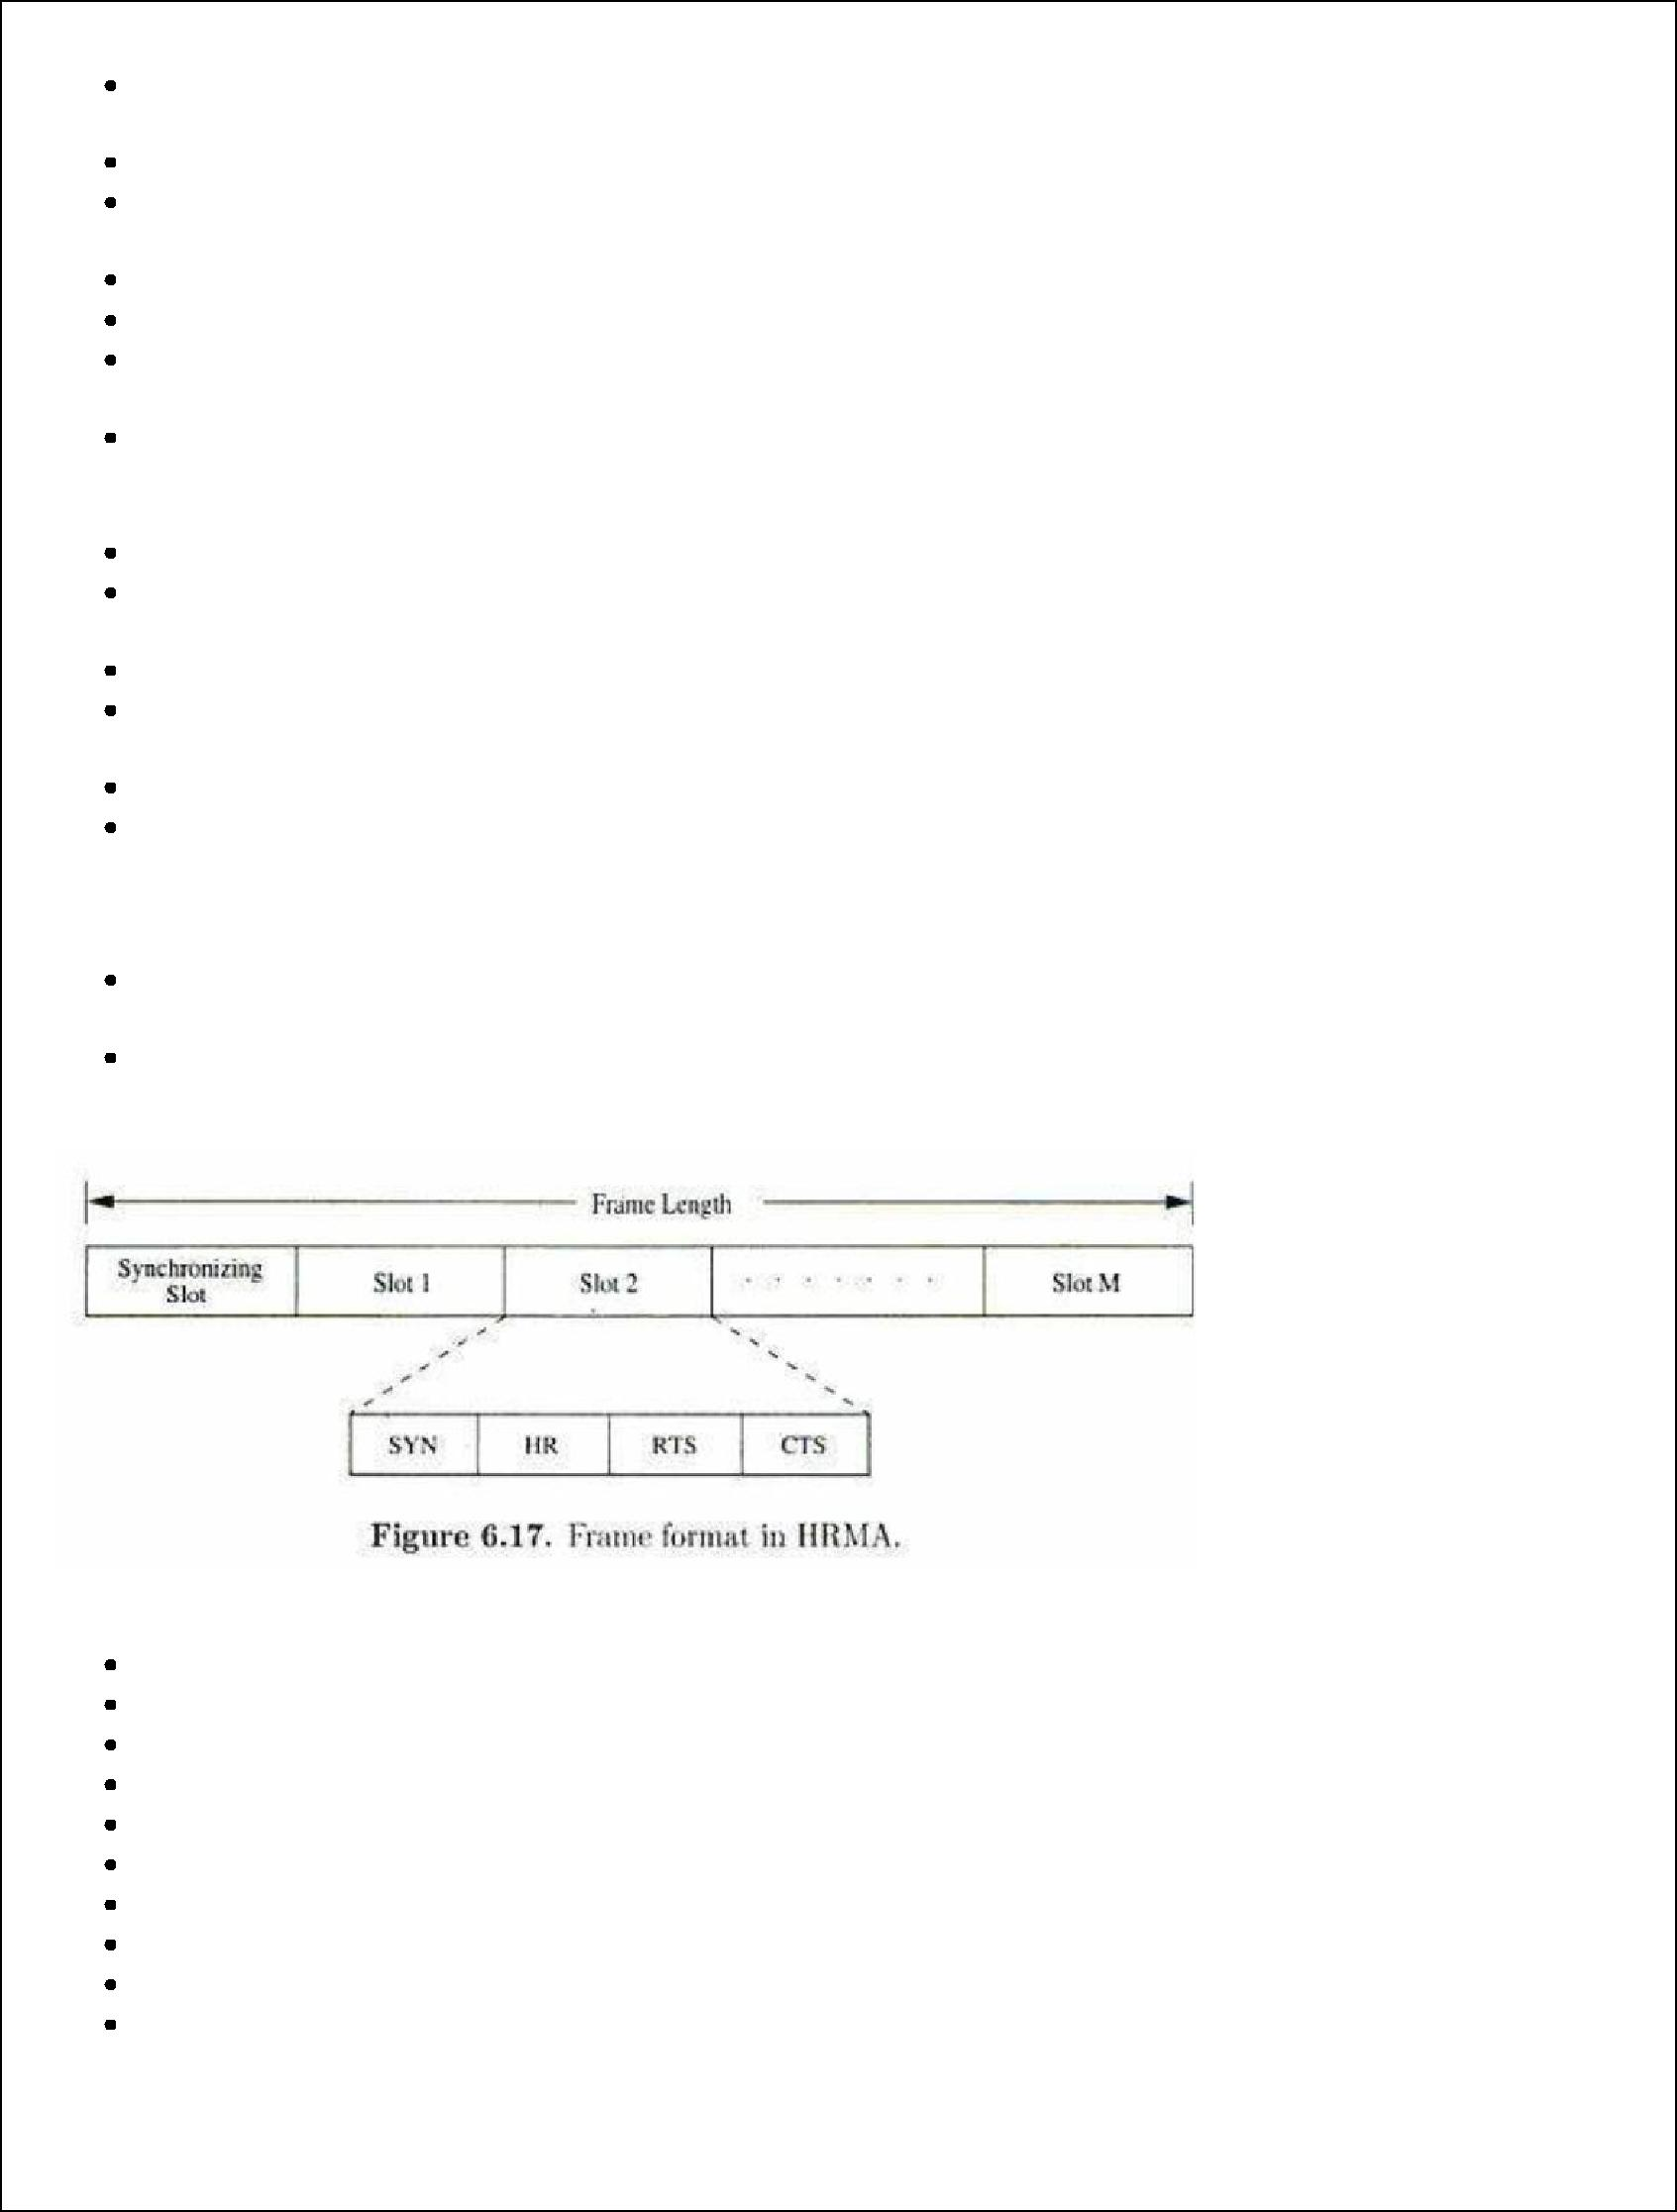 Frame Length
Synchronizing Slot 1 Slot 2 . . . . . . . Slot M
Slot
SYN HR RTS CTS
Figure 6.17. Frame format in HRMA.